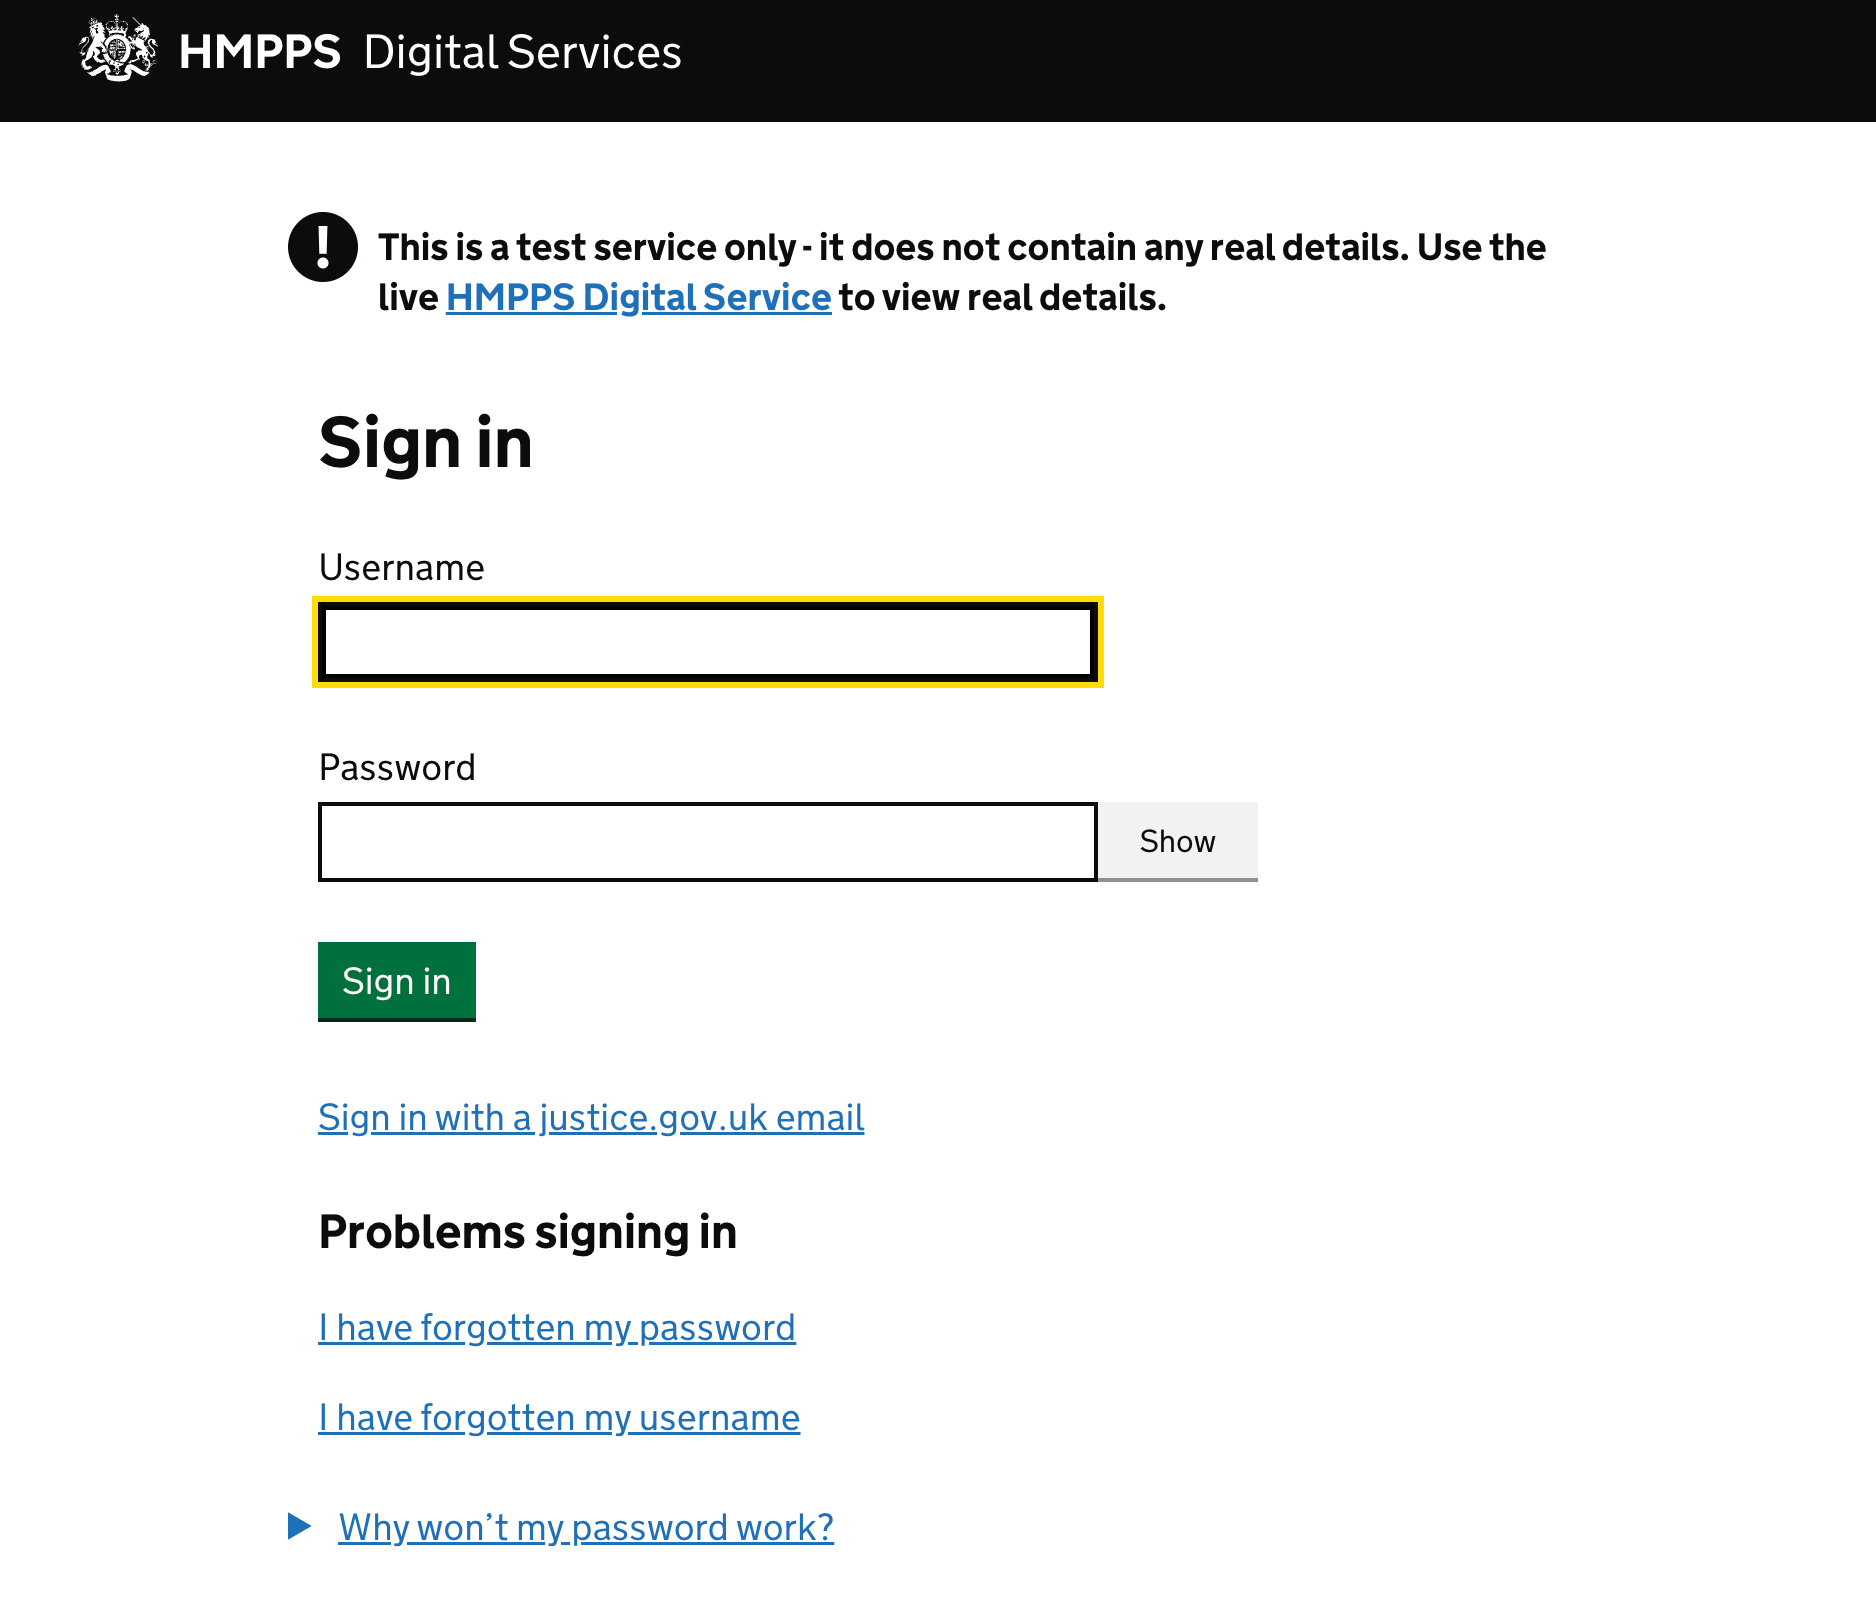 HMPPS Digital Services
! This is a test service only - it does not contain any real details. Use the
live HMPPS Digital Service to view real details.
Sign in
Username
Password
Show
Sign in
Sign in with a justice.gov.uk email
Problems signing in
I have forgotten my password
I have forgotten my username
Why won’t my password work?